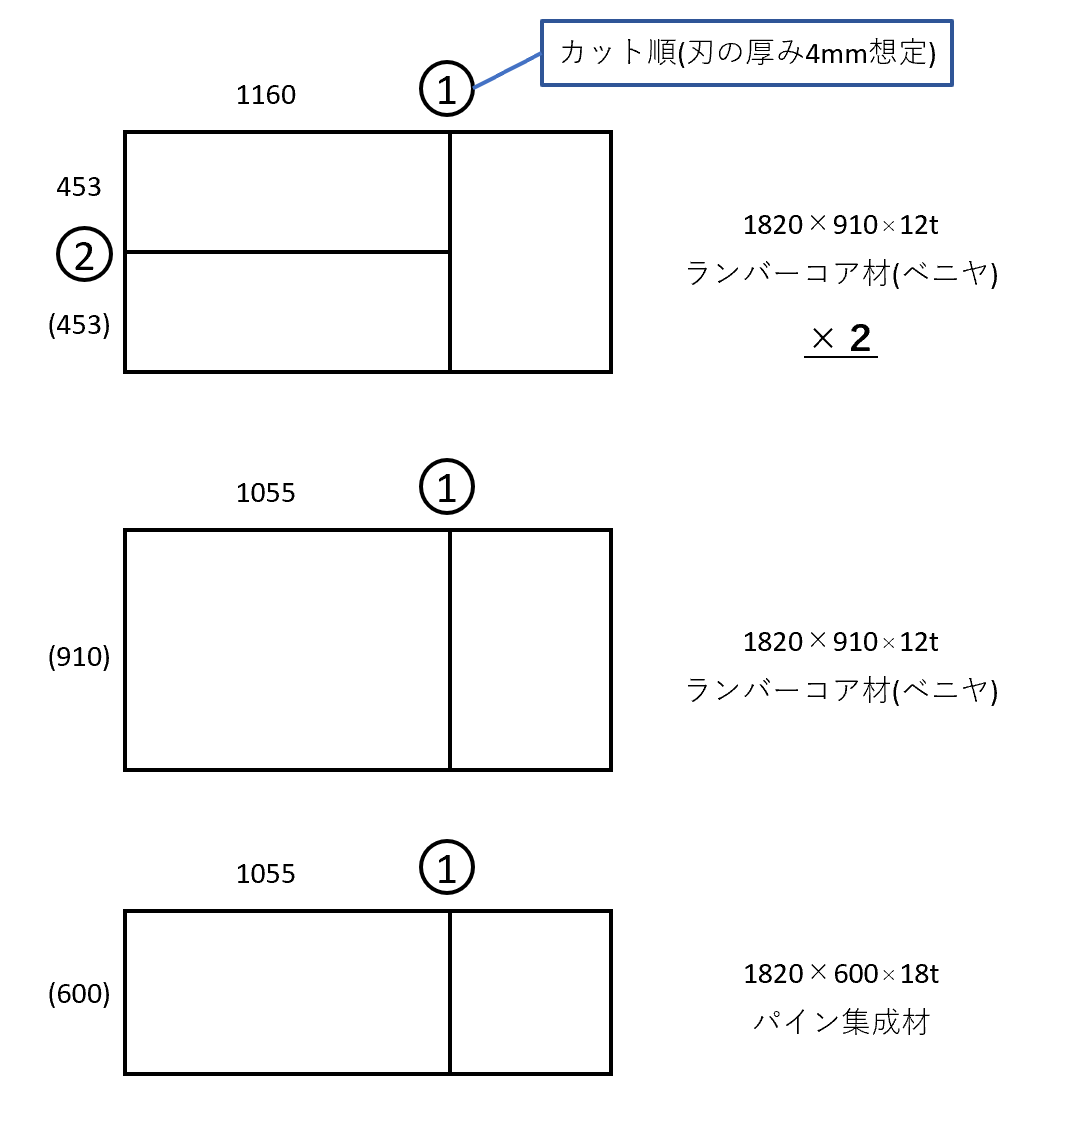 カット順(刃の厚み4mm想定)
1160
①
453
②
(453)
1820×910×12t
ランバーコア材(ベニヤ)
× 2
1055
①
(910)
1820×910×12t
ランバーコア材(ベニヤ)
1055
①
(600)
1820×600×18t
パイン集成材